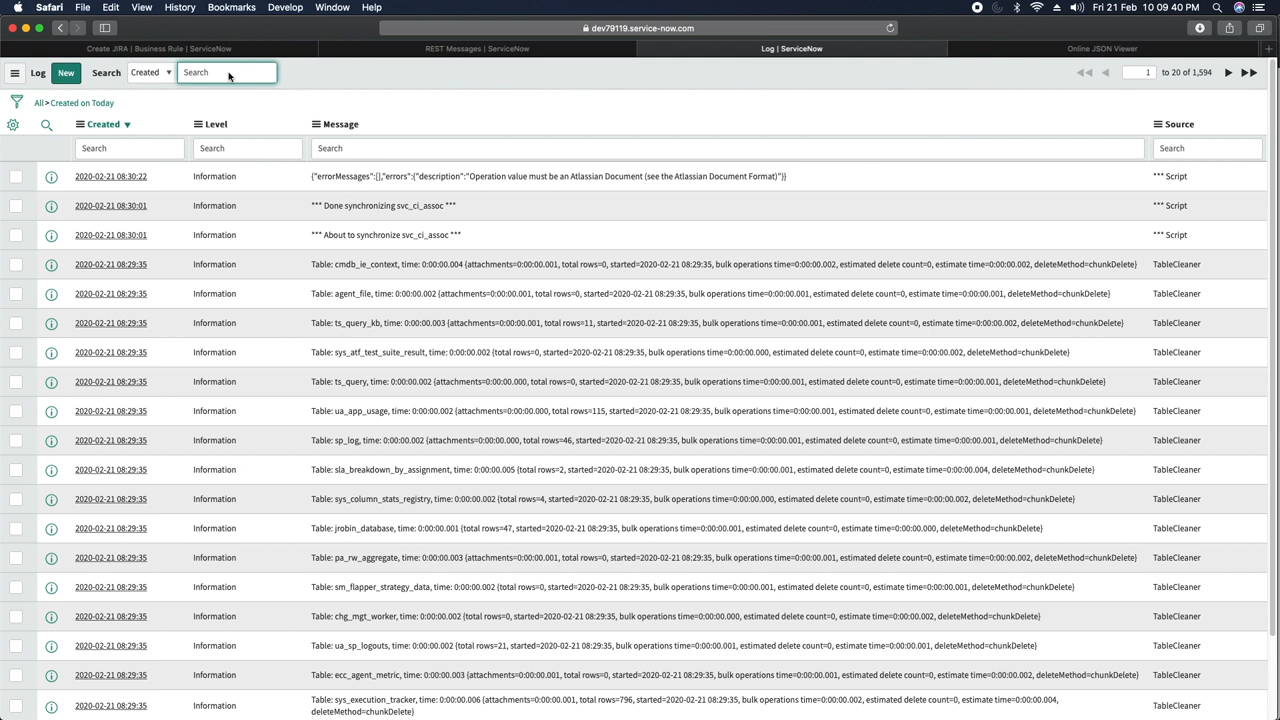 Safari File Edit View History Bookmarks Develop Window Help Fri 21 Feb 10:09:40 PM
dev79119.service-now.com
Create JIRA | Business Rule | ServiceNow REST Messages | ServiceNow Log | ServiceNow Online JSON Viewer
Log New Search Created Search 1 to 20 of 1,594
All > Created on Today
Created Level Message Source
Search Search Search Search
2020-02-21 08:30:22 Information {"errorMessages":[],"errors":{"description":"Operation value must be an Atlassian Document (see the Atlassian Document Format)"}} *** Script
2020-02-21 08:30:01 Information *** Done synchronizing svc_ci_assoc *** *** Script
2020-02-21 08:30:01 Information *** About to synchronize svc_ci_assoc *** *** Script
2020-02-21 08:29:35 Information Table: cmdb_ie_context, time: 0:00:00.004 {attachments=0:00:00.001, total rows=0, started=2020-02-21 08:29:35, bulk operations time=0:00:00.002, estimated delete count=0, estimate time=0:00:00.002, deleteMethod=chunkDelete} TableCleaner
2020-02-21 08:29:35 Information Table: agent_file, time: 0:00:00.002 {attachments=0:00:00.001, total rows=0, started=2020-02-21 08:29:35, bulk operations time=0:00:00.001, estimated delete count=0, estimate time=0:00:00.001, deleteMethod=chunkDelete} TableCleaner
2020-02-21 08:29:35 Information Table: ts_query_kb, time: 0:00:00.003 {attachments=0:00:00.001, total rows=11, started=2020-02-21 08:29:35, bulk operations time=0:00:00.001, estimated delete count=0, estimate time=0:00:00.002, deleteMethod=chunkDelete} TableCleaner
2020-02-21 08:29:35 Information Table: sys_atf_test_suite_result, time: 0:00:00.002 {total rows=0, started=2020-02-21 08:29:35, bulk operations time=0:00:00.000, estimated delete count=0, estimate time=0:00:00.002, deleteMethod=chunkDelete} TableCleaner
2020-02-21 08:29:35 Information Table: ts_query, time: 0:00:00.002 {attachments=0:00:00.000, total rows=0, started=2020-02-21 08:29:35, bulk operations time=0:00:00.001, estimated delete count=0, estimate time=0:00:00.001, deleteMethod=chunkDelete} TableCleaner
2020-02-21 08:29:35 Information Table: ua_app_usage, time: 0:00:00.002 {attachments=0:00:00.000, total rows=115, started=2020-02-21 08:29:35, bulk operations time=0:00:00.001, estimated delete count=0, estimate time=0:00:00.001, deleteMethod=chunkDelete} TableCleaner
2020-02-21 08:29:35 Information Table: sp_log, time: 0:00:00.002 {attachments=0:00:00.000, total rows=46, started=2020-02-21 08:29:35, bulk operations time=0:00:00.001, estimated delete count=0, estimate time=0:00:00.001, deleteMethod=chunkDelete} TableCleaner
2020-02-21 08:29:35 Information Table: sla_breakdown_by_assignment, time: 0:00:00.005 {total rows=2, started=2020-02-21 08:29:35, bulk operations time=0:00:00.001, estimated delete count=0, estimate time=0:00:00.004, deleteMethod=chunkDelete} TableCleaner
2020-02-21 08:29:35 Information Table: sys_column_stats_registry, time: 0:00:00.002 {total rows=4, started=2020-02-21 08:29:35, bulk operations time=0:00:00.001, estimated delete count=0, estimate time=0:00:00.002, deleteMethod=chunkDelete} TableCleaner
2020-02-21 08:29:35 Information Table: jrobin_database, time: 0:00:00.001 {total rows=47, started=2020-02-21 08:29:35, bulk operations time=0:00:00.001, estimated delete count=0, estimate time=0:00:00.000, deleteMethod=chunkDelete} TableCleaner
2020-02-21 08:29:35 Information Table: pa_rw_aggregate, time: 0:00:00.003 {attachments=0:00:00.001, total rows=0, started=2020-02-21 08:29:35, bulk operations time=0:00:00.001, estimated delete count=0, estimate time=0:00:00.002, deleteMethod=chunkDelete} TableCleaner
2020-02-21 08:29:35 Information Table: sm_flapper_strategy_data, time: 0:00:00.002 {total rows=0, started=2020-02-21 08:29:35, bulk operations time=0:00:00.001, estimated delete count=0, estimate time=0:00:00.001, deleteMethod=chunkDelete} TableCleaner
2020-02-21 08:29:35 Information Table: chg_mgt_worker, time: 0:00:00.002 {total rows=0, started=2020-02-21 08:29:35, bulk operations time=0:00:00.000, estimated delete count=0, estimate time=0:00:00.002, deleteMethod=chunkDelete} TableCleaner
2020-02-21 08:29:35 Information Table: ua_sp_logouts, time: 0:00:00.002 {total rows=21, started=2020-02-21 08:29:35, bulk operations time=0:00:00.001, estimated delete count=0, estimate time=0:00:00.001, deleteMethod=chunkDelete} TableCleaner
2020-02-21 08:29:35 Information Table: ecc_agent_metric, time: 0:00:00.003 {attachments=0:00:00.001, total rows=0, started=2020-02-21 08:29:35, bulk operations time=0:00:00.001, estimated delete count=0, estimate time=0:00:00.002, deleteMethod=chunkDelete} TableCleaner
2020-02-21 08:29:35 Information Table: sys_execution_tracker, time: 0:00:00.006 {attachments=0:00:00.001, total rows=796, started=2020-02-21 08:29:35, bulk operations time=0:00:00.002, estimated delete count=0, estimate time=0:00:00.004, TableCleaner
deleteMethod=chunkDelete}